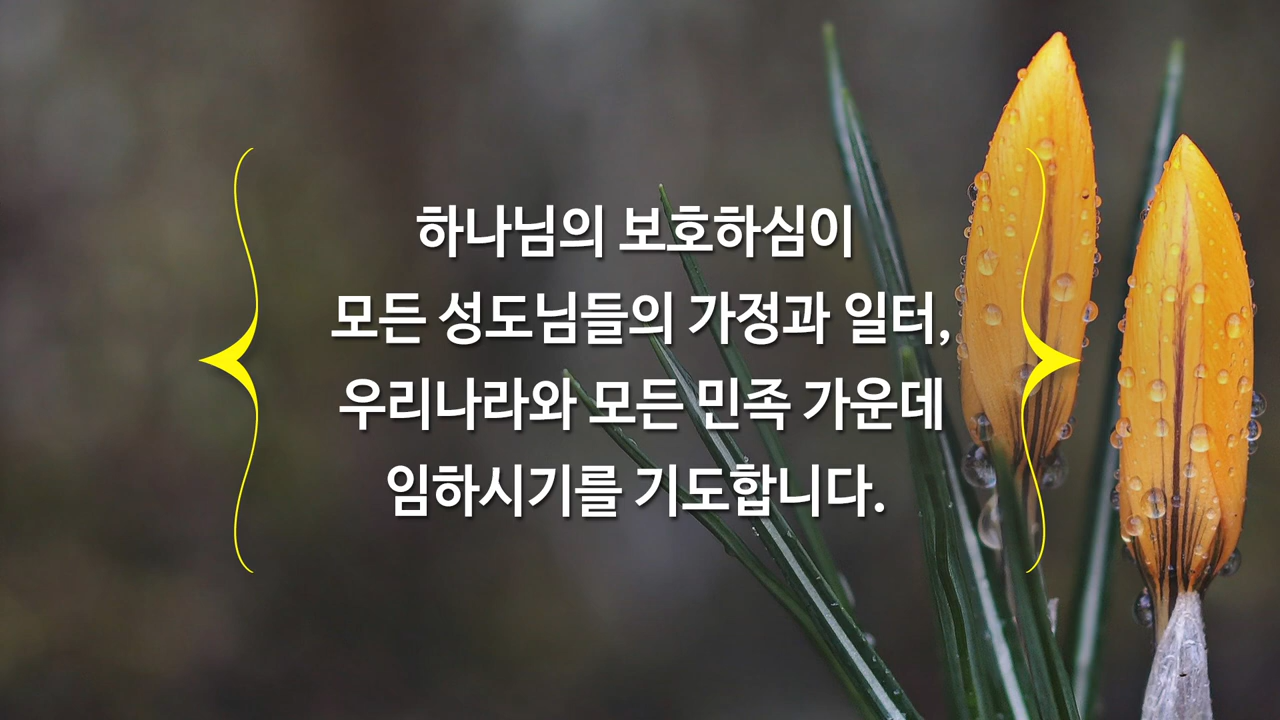 하나님의 보호하심이
모든 성도님들의 가정과 일터,
우리나라와 모든 민족 가운데
임하시기를 기도합니다.